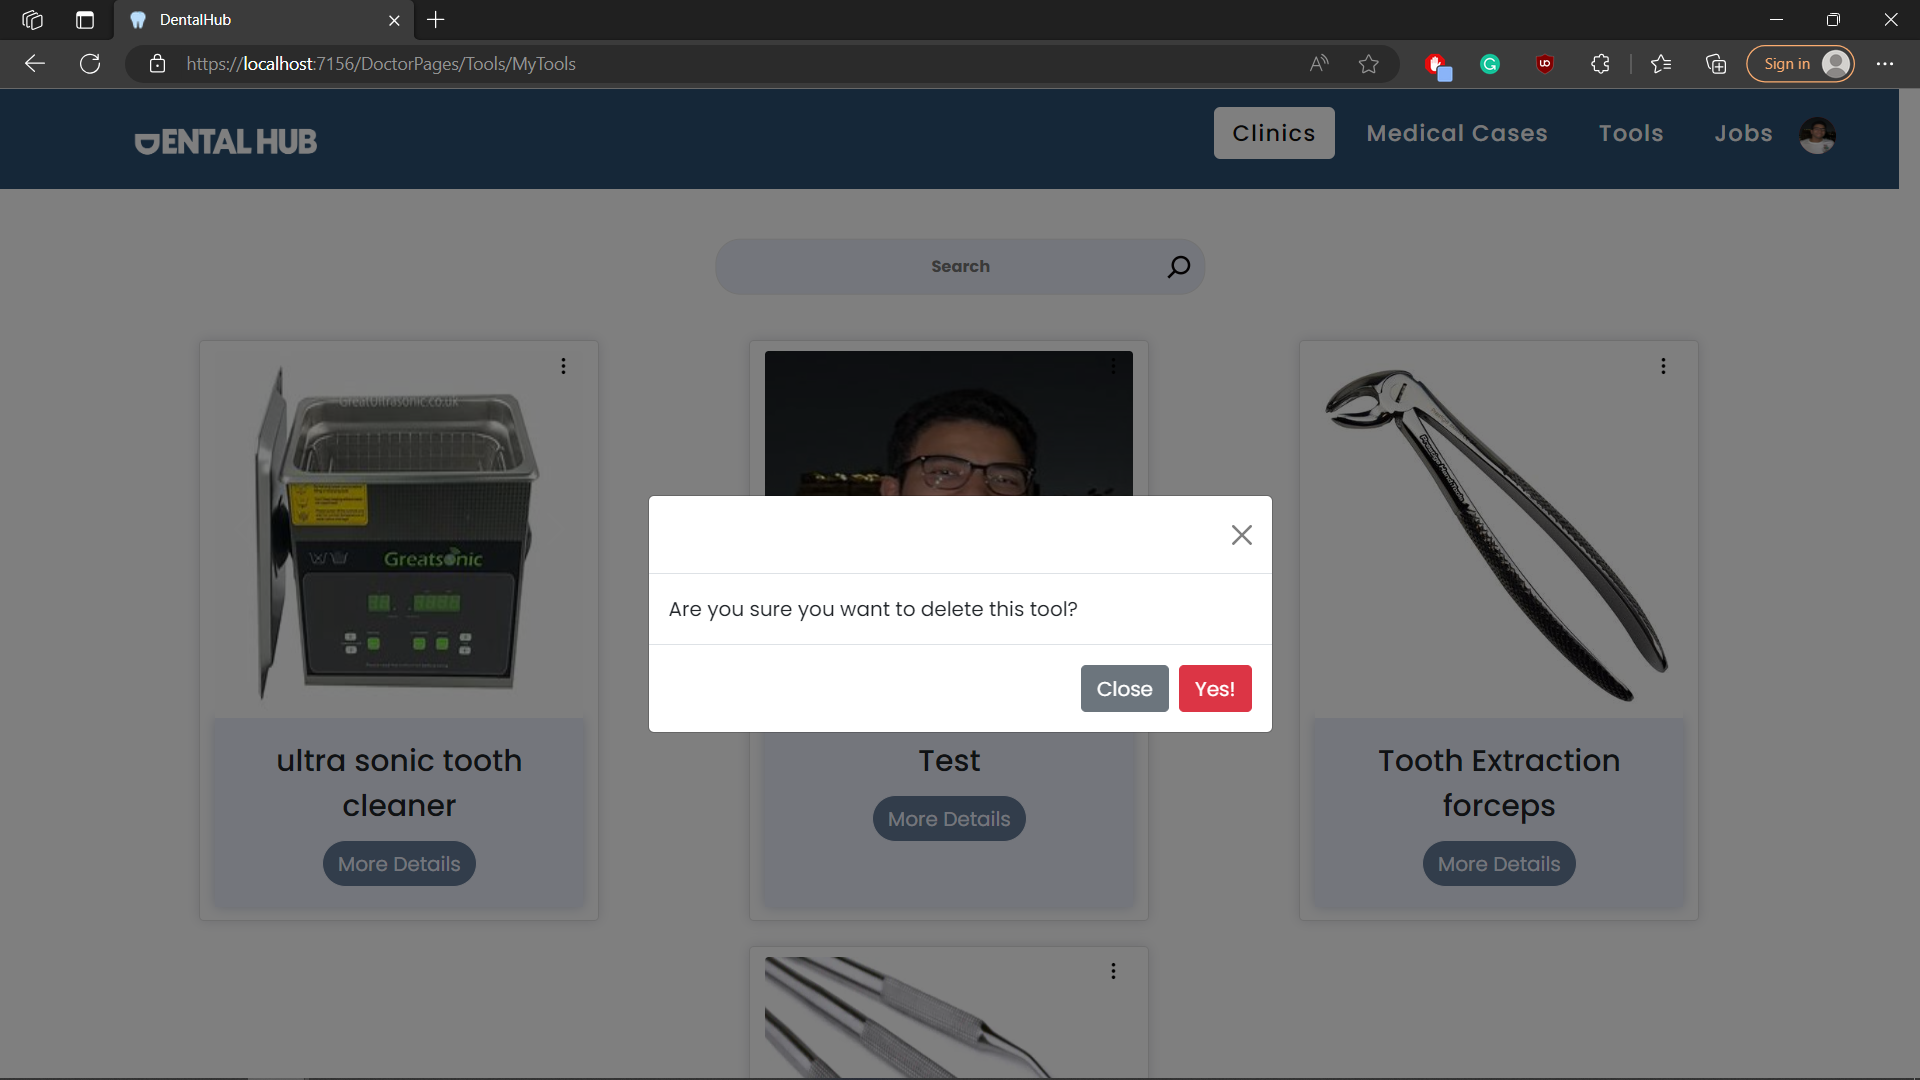 DentalHub
https://localhost:7156/DoctorPages/Tools/MyTools
Sign in
DENTAL HUB
Clinics
Medical Cases
Tools
Jobs
Search
GreatUltrasonic.co.uk
Greatsonic
Are you sure you want to delete this tool?
Close
Yes!
ultra sonic tooth
cleaner
More Details
Test
More Details
Tooth Extraction
forceps
More Details